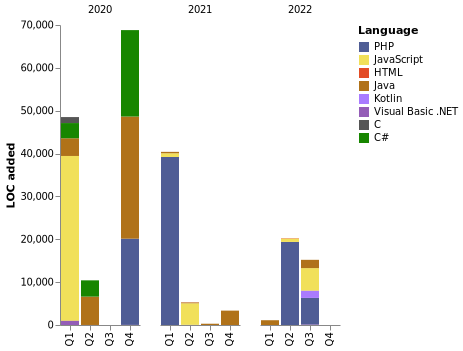 2020 2021 2022
Language
PHP
JavaScript
HTML
Java
Kotlin
Visual Basic .NET
C
C#
LOC added
70,000
60,000
50,000
40,000
30,000
20,000
10,000
0
Q1 Q2 Q3 Q4 Q1 Q2 Q3 Q4 Q1 Q2 Q3 Q4